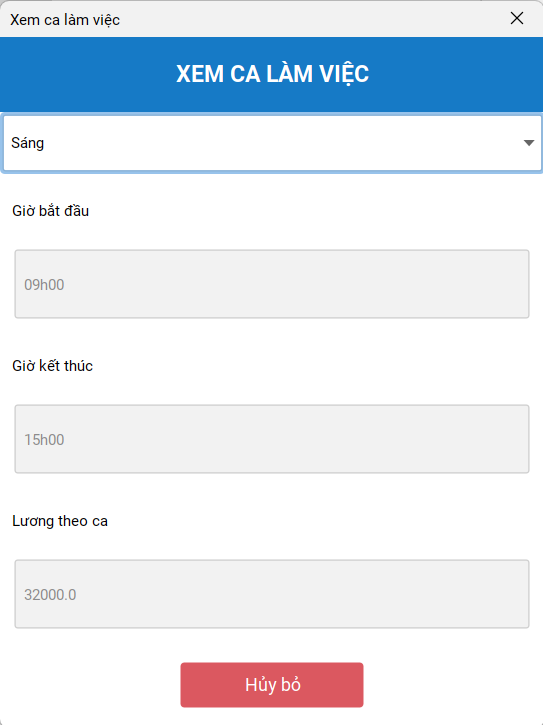 Xem ca làm việc
XEM CA LÀM VIỆC
Sáng
Giờ bắt đầu
09h00
Giờ kết thúc
15h00
Lương theo ca
32000.0
Hủy bỏ